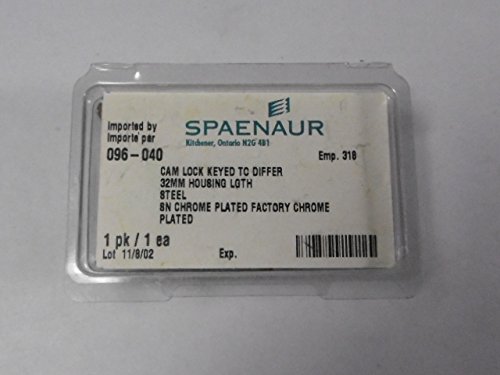 Imported by
Importé par
SPAENAUR
Kitchener, Ontario N2G 4B1
096-040
Emp. 318
CAM LOCK KEYED TO DIFFER
32MM HOUSING LGTH
STEEL
SN CHROME PLATED FACTORY CHROME
PLATED
1 pk / 1 ea
Lot 11/8/02
Exp.